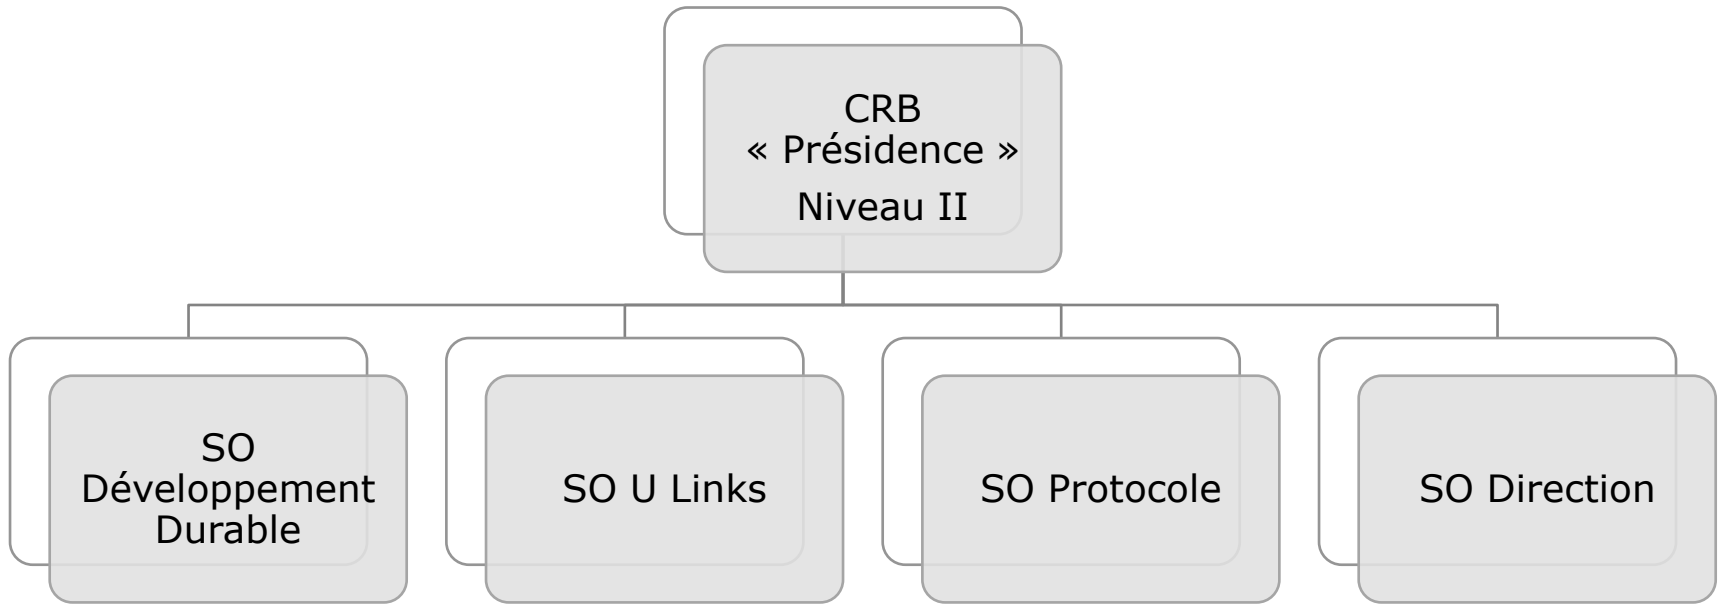 CRB
« Présidence »
Niveau II
SO
Développement
Durable
SO U Links
SO Protocole
SO Direction